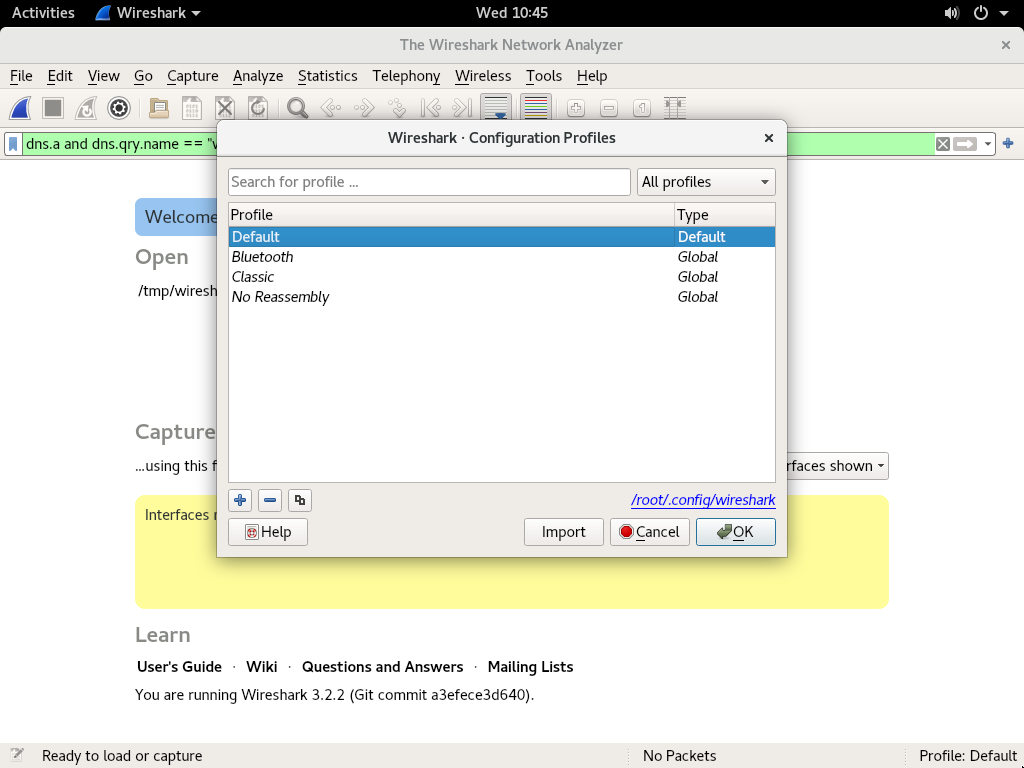 Activities Wireshark Wed 10:45
The Wireshark Network Analyzer
File Edit View Go Capture Analyze Statistics Telephony Wireless Tools Help
Wireshark · Configuration Profiles
dns.a and dns.qry.name == "
Search for profile ... All profiles
Profile Type
Default Default
Bluetooth Global
Classic Global
No Reassembly Global
Welcome
Open
/tmp/wiresh
Capture
...using this f
rfaces shown
Interfaces
/root/.config/wireshark
Help Import Cancel OK
Learn
User's Guide · Wiki · Questions and Answers · Mailing Lists
You are running Wireshark 3.2.2 (Git commit a3efece3d640).
Ready to load or capture No Packets Profile: Default